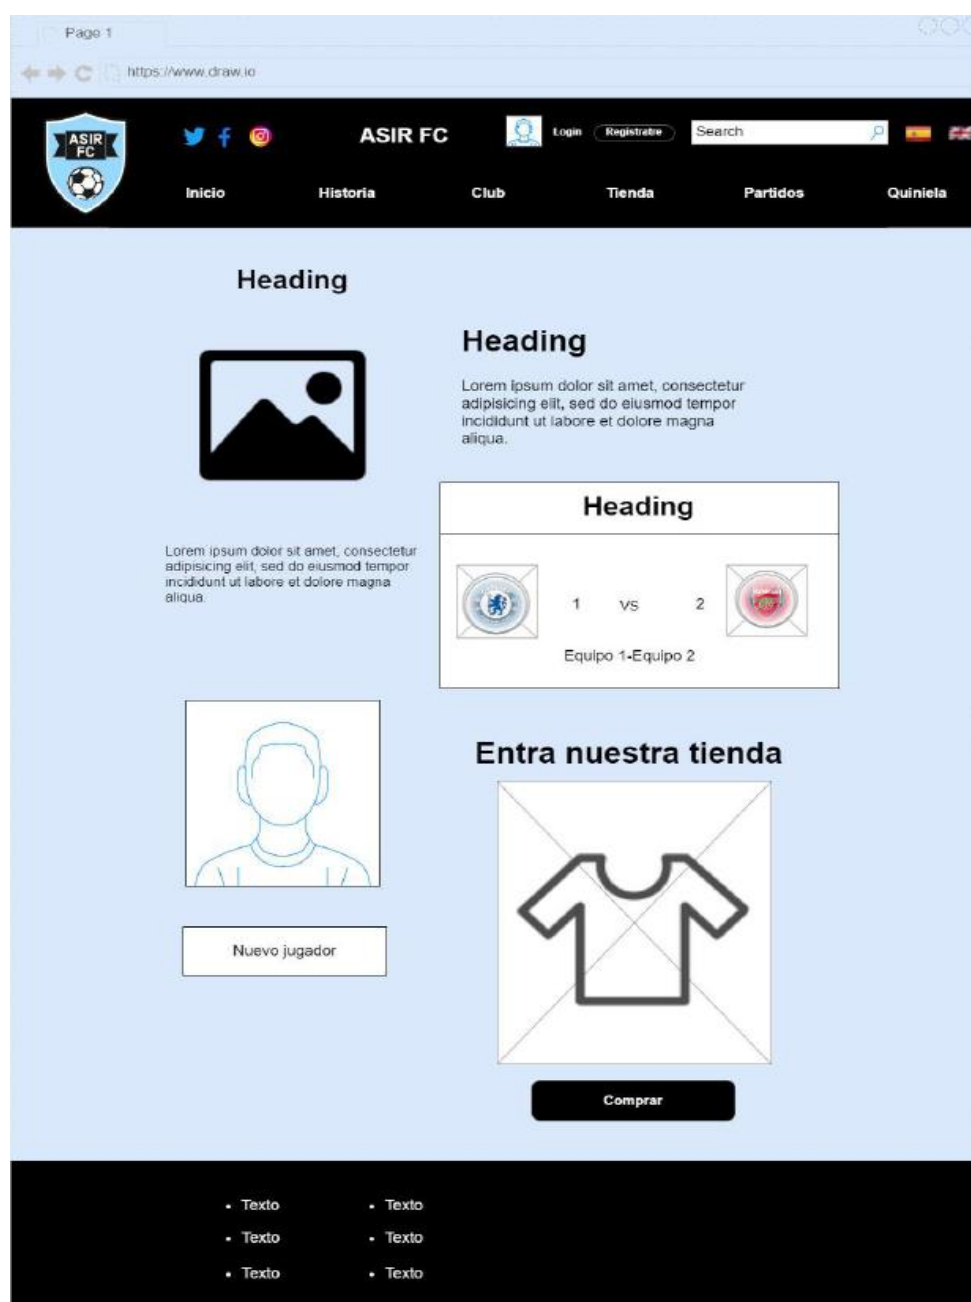 Page 1
https://www.draw.io
ASIR
FC
ASIR FC
Login
Registratre
Search
Inicio
Historia
Club
Tienda
Partidos
Quiniela
Heading
Heading
Lorem ipsum dolor sit amet, consectetur
adipisicing elit, sed do eiusmod tempor
incididunt ut labore et dolore magna
aliqua.
Heading
Lorem ipsum dolor sit amet, consectetur
adipisicing elit, sed do eiusmod tempor
incididunt ut labore et dolore magna
aliqua.
1 vs 2
Equipo 1-Equipo 2
Entra nuestra tienda
Nuevo jugador
Comprar
Texto
Texto
Texto
Texto
Texto
Texto